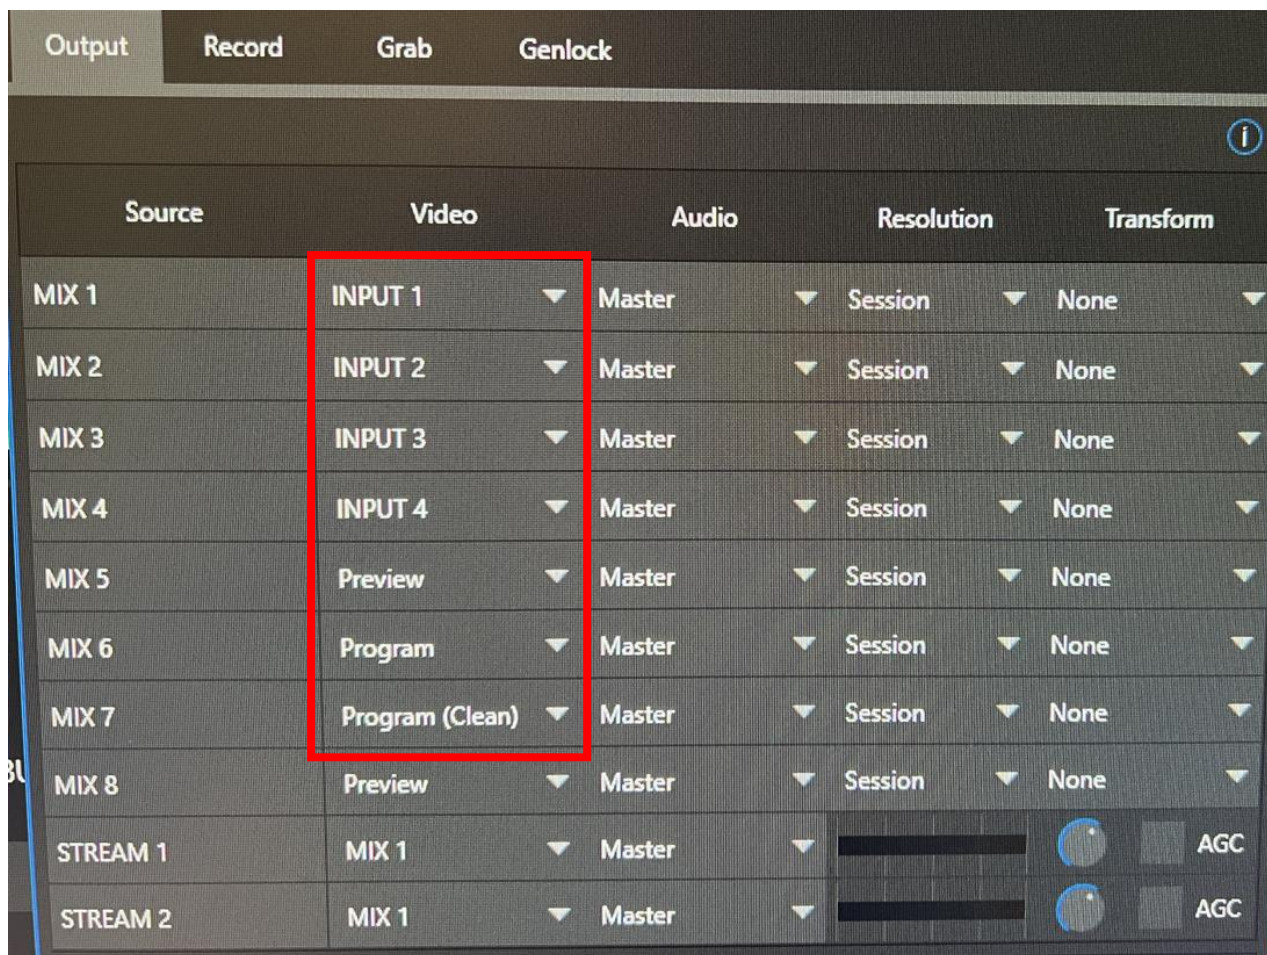 Output Record Grab Genlock
i
Source Video Audio Resolution Transform
MIX 1 INPUT 1 Master Session None
MIX 2 INPUT 2 Master Session None
MIX 3 INPUT 3 Master Session None
MIX 4 INPUT 4 Master Session None
MIX 5 Preview Master Session None
MIX 6 Program Master Session None
MIX 7 Program (Clean) Master Session None
MIX 8 Preview Master Session None
STREAM 1 MIX 1 Master AGC
STREAM 2 MIX 1 Master AGC